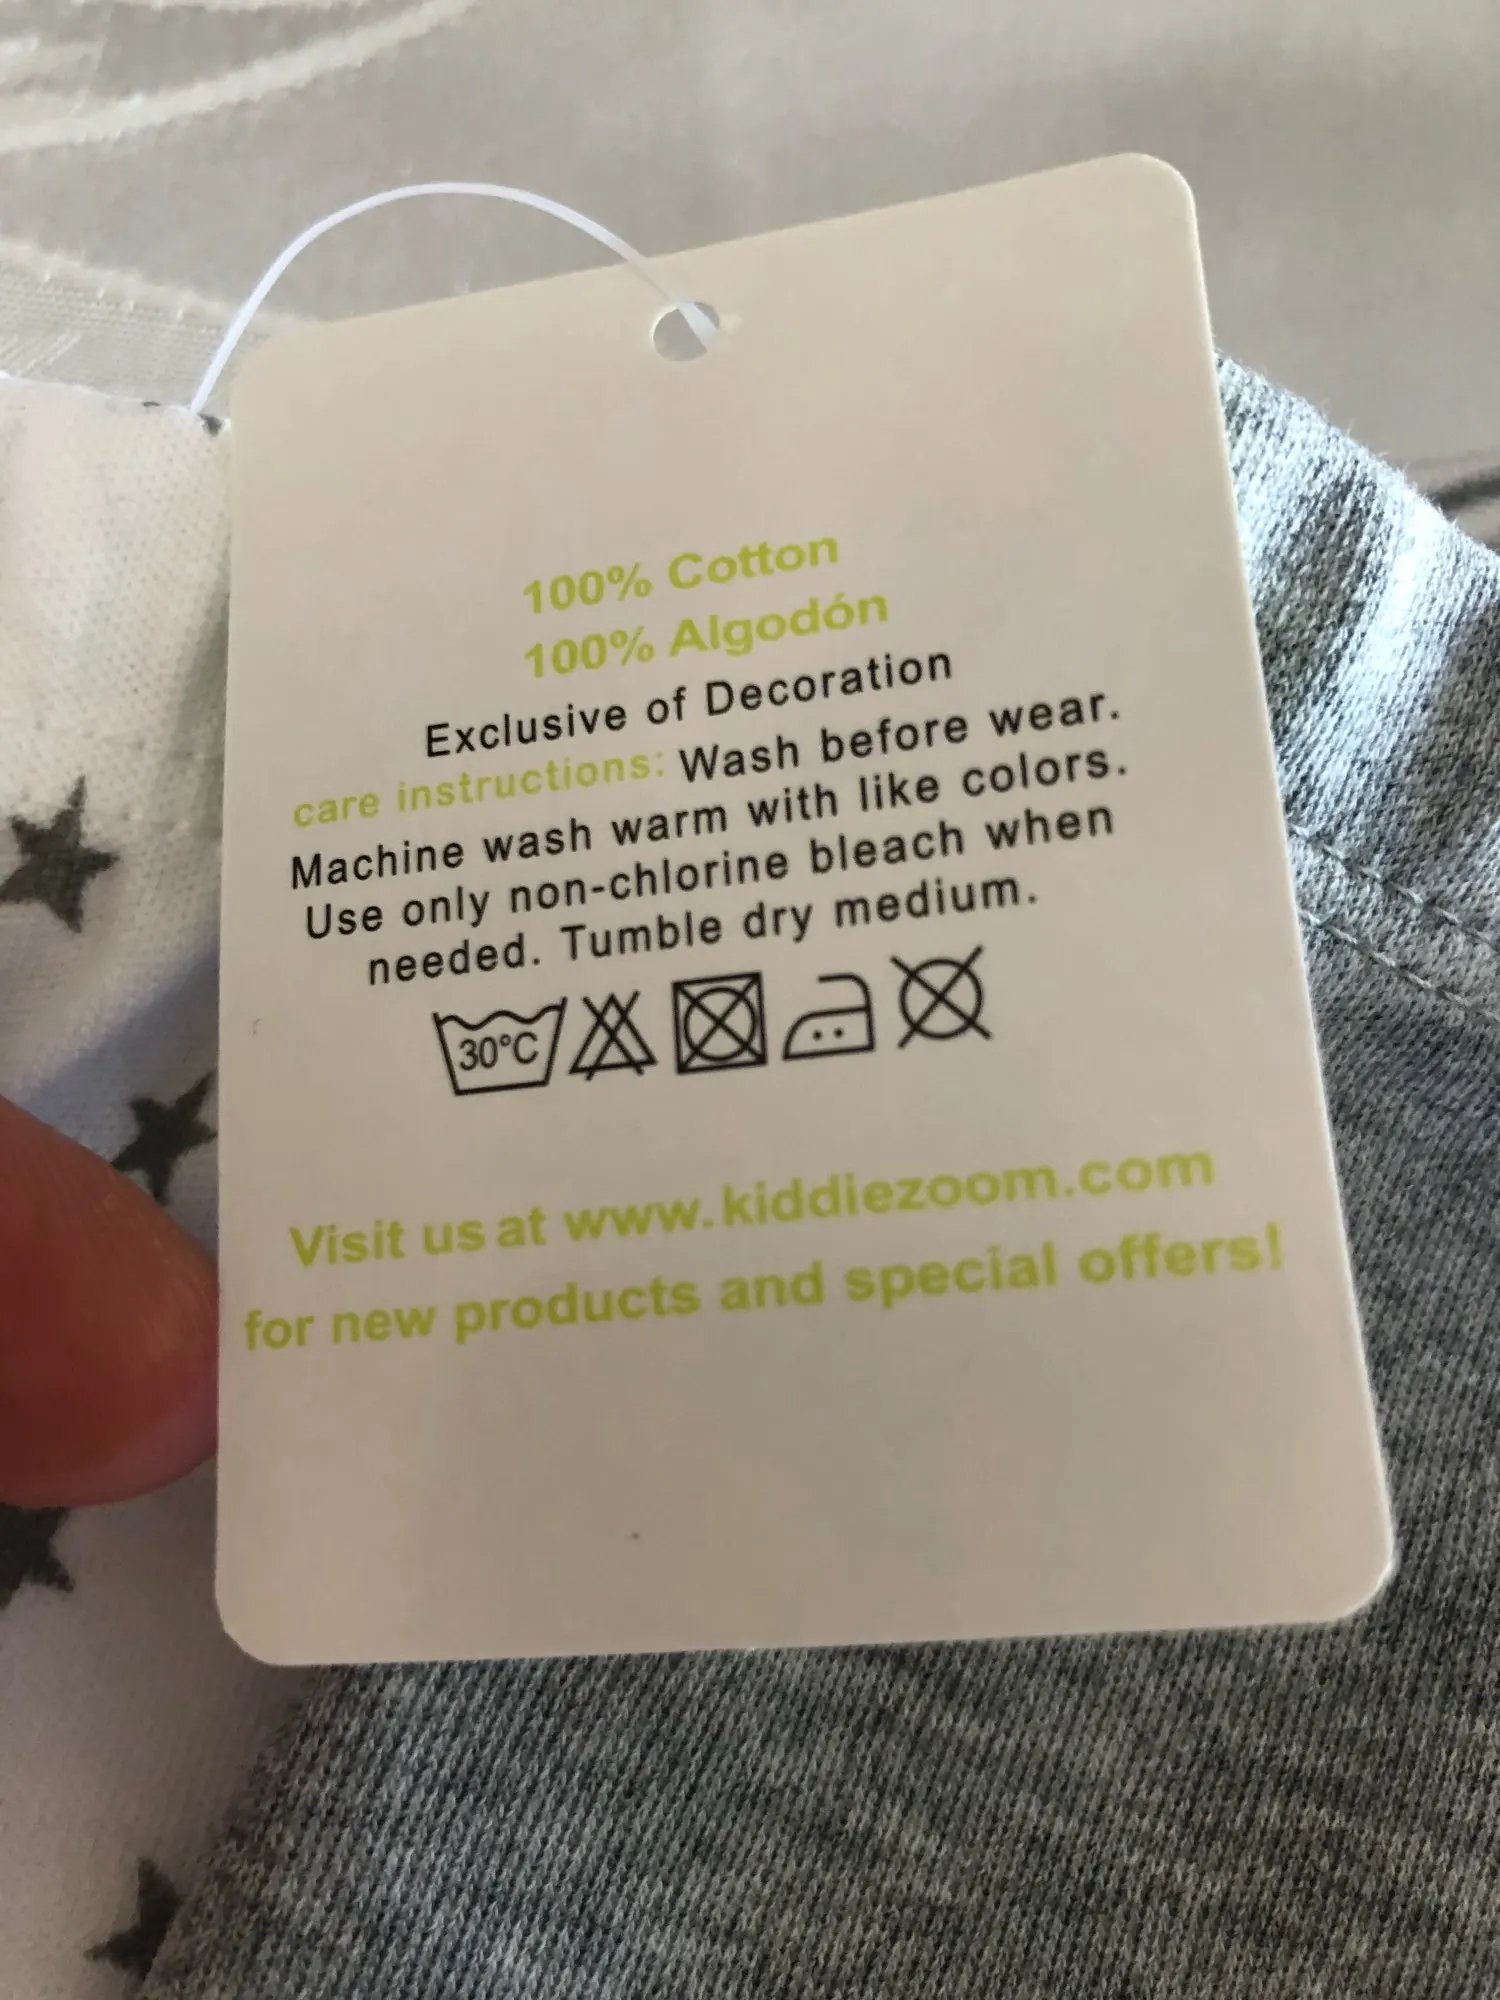 100% Cotton
100% Algodón
Exclusive of Decoration
care instructions: Wash before wear.
Machine wash warm with like colors.
Use only non-chlorine bleach when
needed. Tumble dry medium.
30°C
Visit us at www.kiddiezoom.com
for new products and special offers!